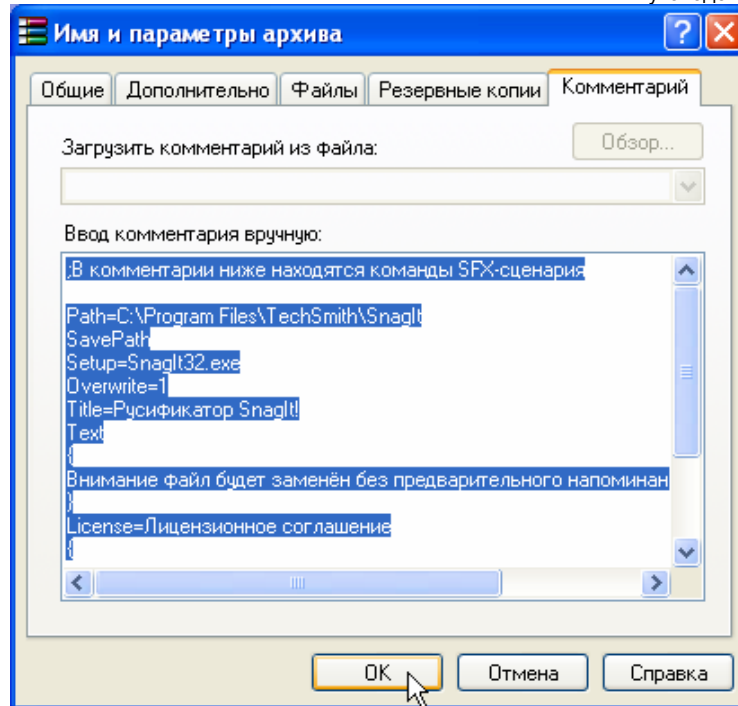 Имя и параметры архива
Общие Дополнительно Файлы Резервные копии Комментарий
Загрузить комментарий из файла:
Обзор...
Ввод комментария вручную:
;В комментарии ниже находятся команды SFX-сценария
Path=C:\Program Files\TechSmith\SnagIt
SavePath
Setup=SnagIt32.exe
Overwrite=1
Title=Русификатор SnagIt!
Text
{
Внимание файл будет заменён без предварительного напоминан
}
License=Лицензионное соглашение
{
OK Отмена Справка